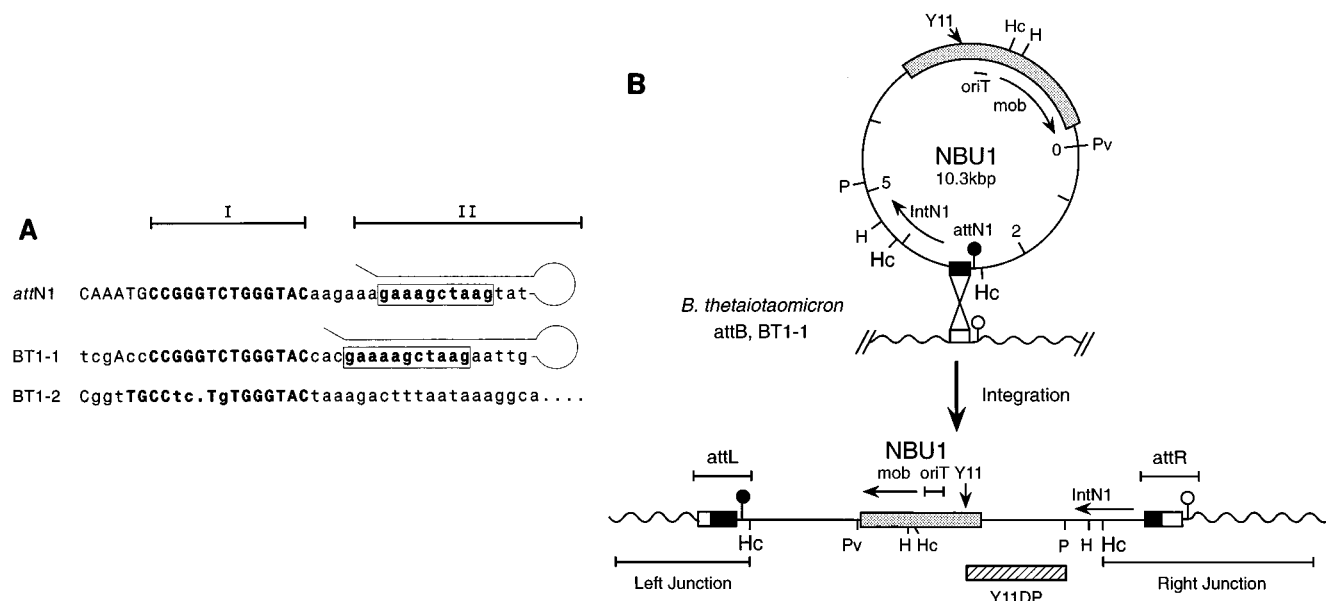 A
I II
attN1 CAAATGCCGGGTCTGGGTACaagaaagaaagctaagtat
BT1-1 tcgAccCCGGGTCTGGGTACcacgaaaagctaagaattg
BT1-2 CggtTGCCtc.TgTGGGTACtaaagactttaataaaggca....
B
Y11 Hc H
oriT
mob
0 Pv
NBU1
10.3kbp
P 5
IntN1
attN1
2
H
Hc
Hc
B. thetaiotaomicron
attB, BT1-1
Integration
NBU1
attL mob oriT Y11 attR
IntN1
Hc Pv H Hc P H Hc
Left Junction Right Junction
Y11DP